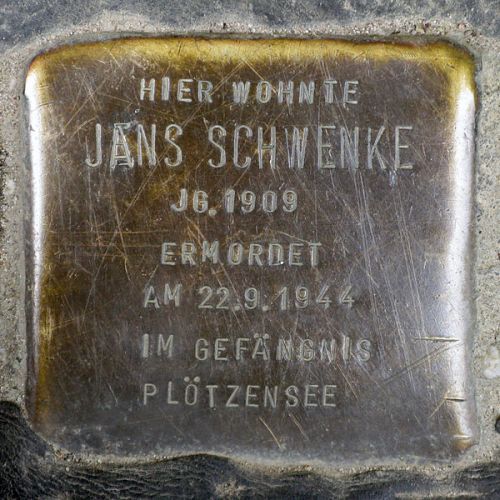 HIER WOHNTE
JANS SCHWENKE
JG. 1909
ERMORDET
AM 22.9.1944
IM GEFÄNGNIS
PLÖTZENSEE